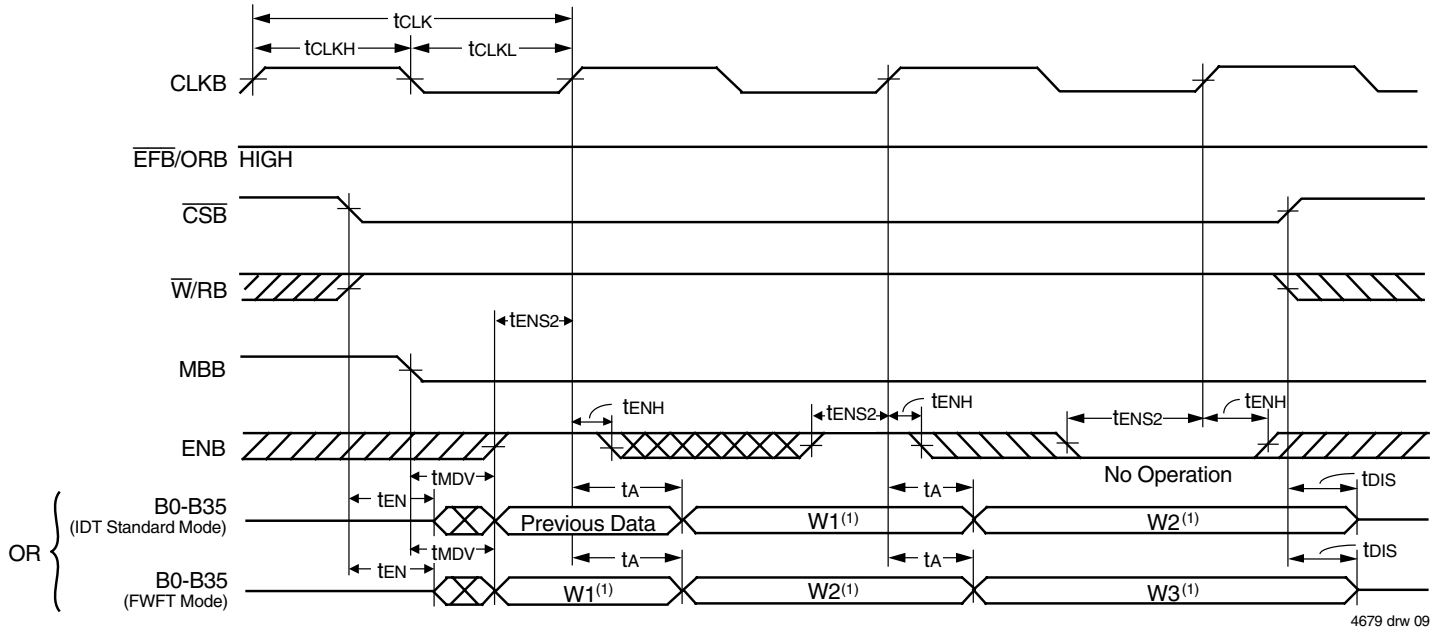 tCLK
tCLKH tCLKL
CLKB
EFB/ORB HIGH
CSB
W/RB
tENS2
MBB
tENH tENS2 tENH tENS2 tENH
ENB
No Operation
tMDV
tEN tA tA tDIS
B0-B35
(IDT Standard Mode)
Previous Data W1(1) W2(1)
OR
tMDV
tEN tA tA tDIS
B0-B35
(FWFT Mode)
W1(1) W2(1) W3(1)
4679 drw 09